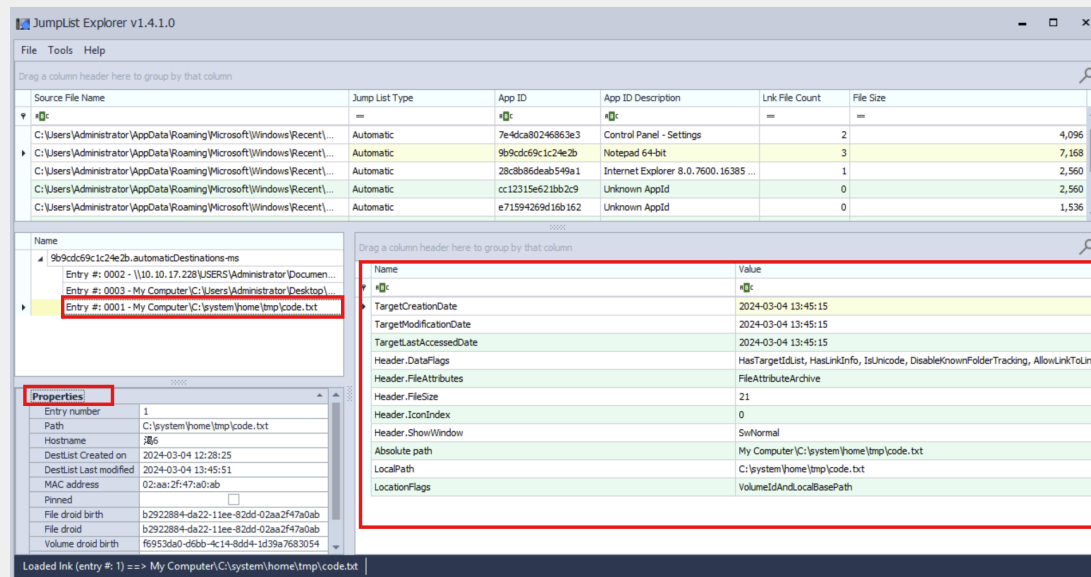 JumpList Explorer v1.4.1.0
File Tools Help
Drag a column header here to group by that column
Source File Name Jump List Type App ID App ID Description Lnk File Count File Size
= = =
C:\Users\Administrator\AppData\Roaming\Microsoft\Windows\Recent\... Automatic 7e4dca80246863e3 Control Panel - Settings 2 4,096
C:\Users\Administrator\AppData\Roaming\Microsoft\Windows\Recent\... Automatic 9b9cdc69c1c24e2b Notepad 64-bit 3 7,168
C:\Users\Administrator\AppData\Roaming\Microsoft\Windows\Recent\... Automatic 28c8b86deab549a1 Internet Explorer 8.0.7600.16385 ... 1 2,560
C:\Users\Administrator\AppData\Roaming\Microsoft\Windows\Recent\... Automatic cc12315e621bb2c9 Unknown AppId 0 2,560
C:\Users\Administrator\AppData\Roaming\Microsoft\Windows\Recent\... Automatic e71594269d16b162 Unknown AppId 0 1,536
Name
9b9cdc69c1c24e2b.automaticDestinations-ms
Entry #: 0002 - \\10.10.17.228\USERS\Administrator\Documen...
Entry #: 0003 - My Computer\C:\Users\Administrator\Desktop\...
Entry #: 0001 - My Computer\C:\system\home\tmp\code.txt
Properties
Entry number 1
Path C:\system\home\tmp\code.txt
Hostname 6
DestList Created on 2024-03-04 12:28:25
DestList Last modified 2024-03-04 13:45:51
MAC address 02:aa:2f:47:a0:ab
Pinned
File droid birth b2922884-da22-11ee-82dd-02aa2f47a0ab
File droid b2922884-da22-11ee-82dd-02aa2f47a0ab
Volume droid birth f6953da0-d6bb-4c14-8dd4-1d39a7683054
Drag a column header here to group by that column
Name Value
TargetCreationDate 2024-03-04 13:45:15
TargetModificationDate 2024-03-04 13:45:15
TargetLastAccessedDate 2024-03-04 13:45:15
Header.DataFlags HasTargetIdList, HasLinkInfo, IsUnicode, DisableKnownFolderTracking, AllowLinkToLin
Header.FileAttributes FileAttributeArchive
Header.FileSize 21
Header.IconIndex 0
Header.ShowWindow SwNormal
Absolute path My Computer\C:\system\home\tmp\code.txt
LocalPath C:\system\home\tmp\code.txt
LocationFlags VolumeIdAndLocalBasePath
Loaded lnk (entry #: 1) ==> My Computer\C:\system\home\tmp\code.txt